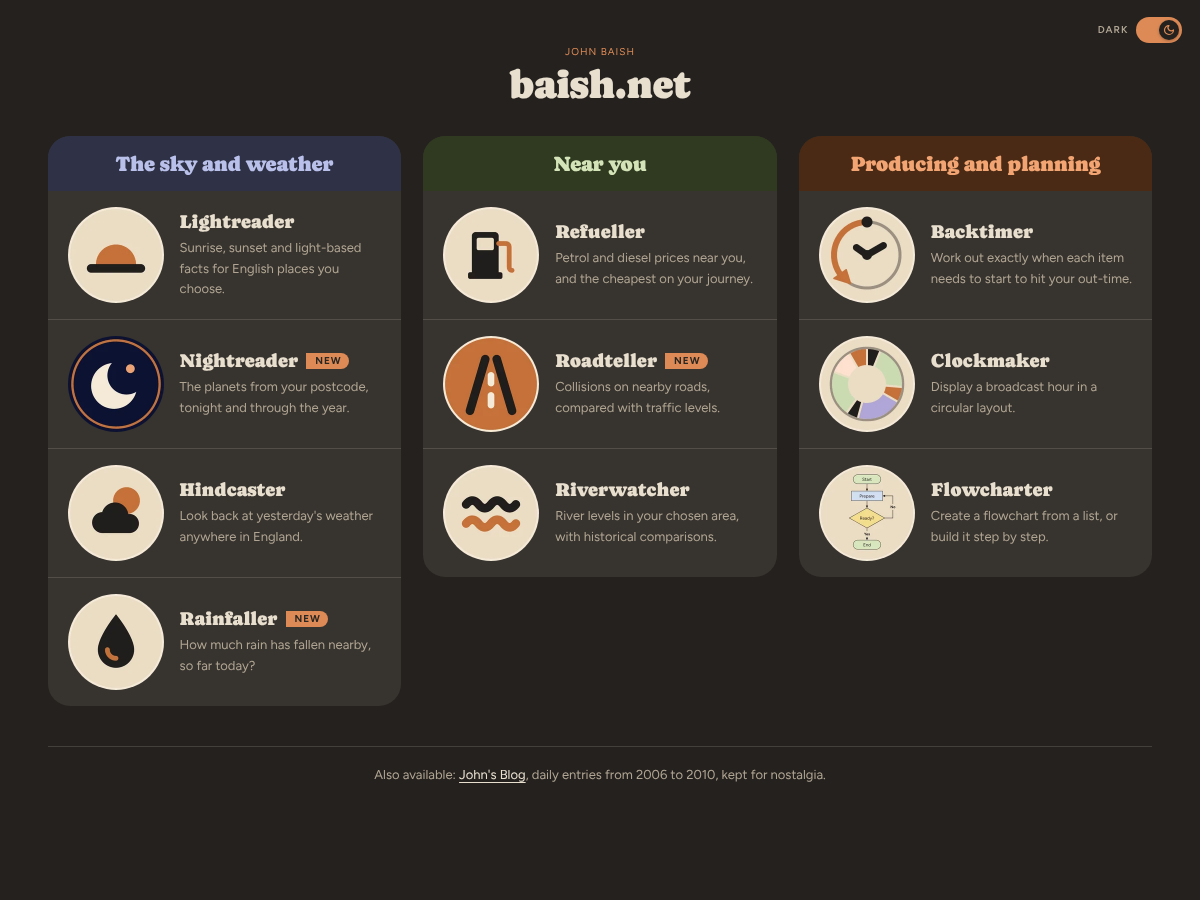 DARK
JOHN BAISH
baish.net
The sky and weather
Lightreader
Sunrise, sunset and light-based
facts for English places you
choose.
Nightreader NEW
The planets from your postcode,
tonight and through the year.
Hindcaster
Look back at yesterday's weather
anywhere in England.
Rainfaller NEW
How much rain has fallen nearby,
so far today?
Near you
Refueller
Petrol and diesel prices near you,
and the cheapest on your journey.
Roadteller NEW
Collisions on nearby roads,
compared with traffic levels.
Riverwatcher
River levels in your chosen area,
with historical comparisons.
Producing and planning
Backtimer
Work out exactly when each item
needs to start to hit your out-time.
Clockmaker
Display a broadcast hour in a
circular layout.
Start
Prepare
No
Ready?
Yes
End
Flowcharter
Create a flowchart from a list, or
build it step by step.
Also available: John's Blog, daily entries from 2006 to 2010, kept for nostalgia.